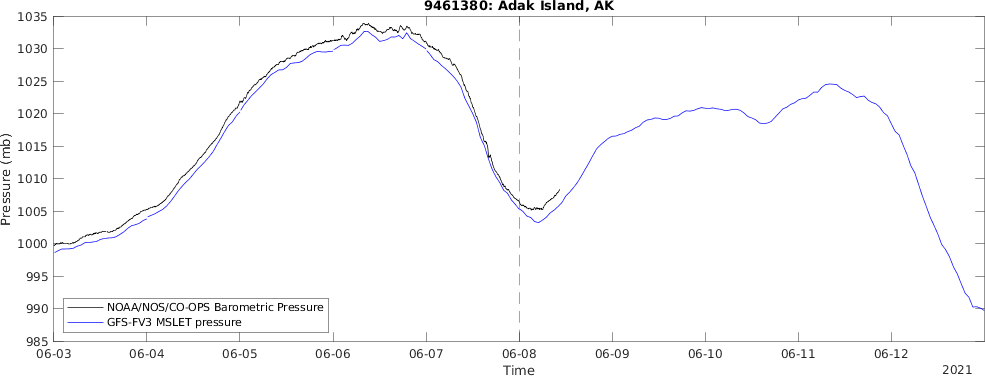 9461380: Adak Island, AK
Pressure (mb)
1035
1030
1025
1020
1015
1010
1005
1000
995
990
985
NOAA/NOS/CO-OPS Barometric Pressure
GFS-FV3 MSLET pressure
06-03 06-04 06-05 06-06 06-07 06-08 06-09 06-10 06-11 06-12
Time
2021